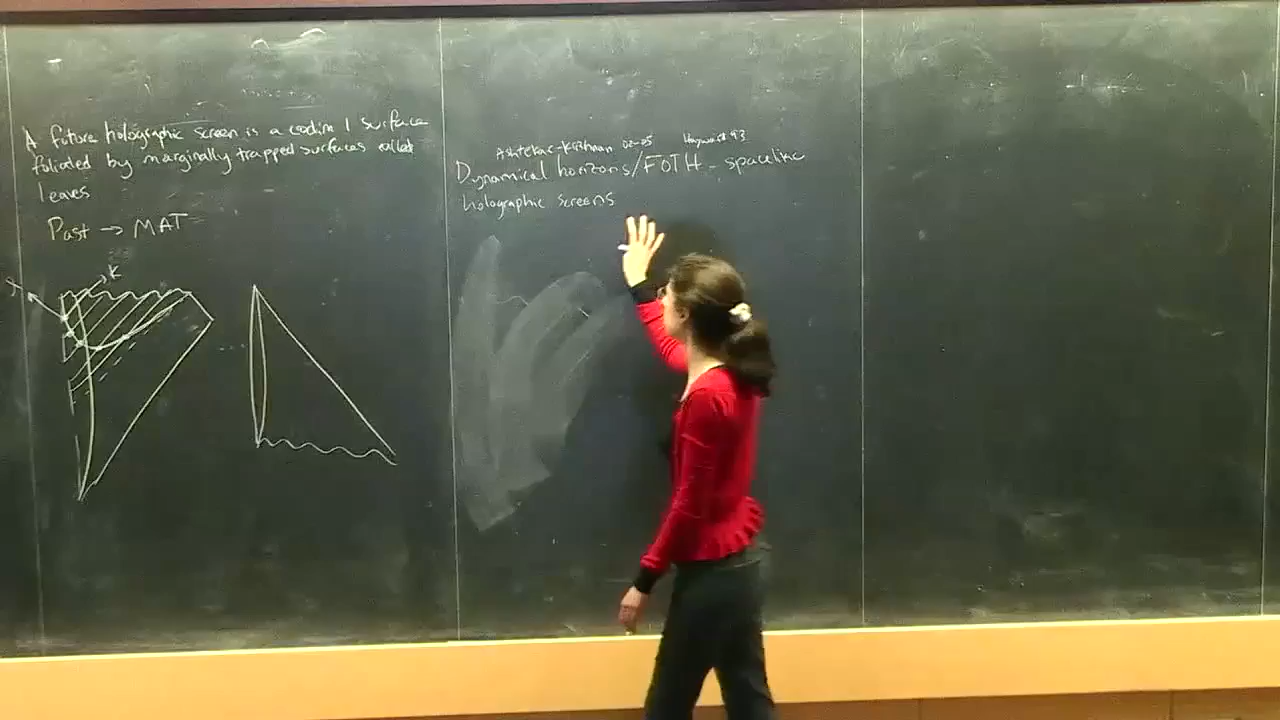 A future holographic screen is a codim 1 surface
foliated by marginally trapped surfaces called
leaves
Past → MAT
K
Ashtekar-Krishnan 02-05 Hayward 93
Dynamical horizons/FOTH - spacelike
holographic screens